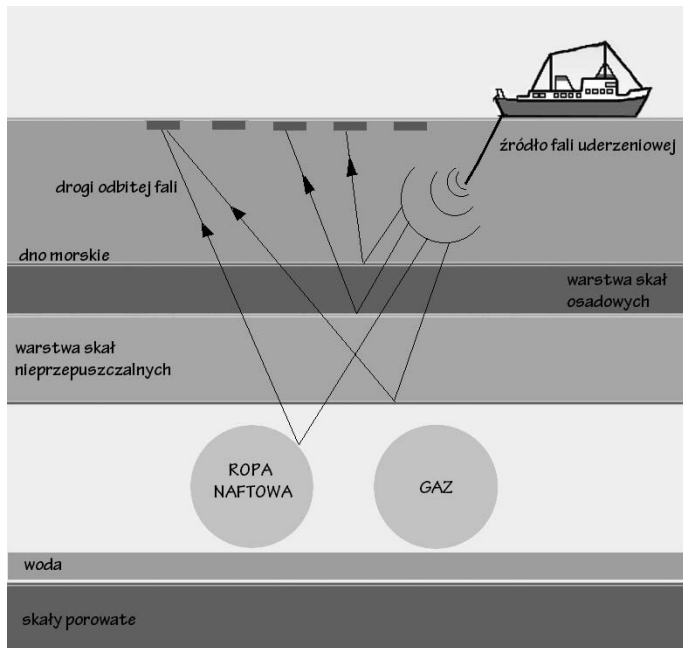 źródło fali uderzeniowej
drogi odbitej fali
dno morskie
warstwa skał
osadowych
warstwa skał
nieprzepuszczalnych
ROPA
NAFTOWA
GAZ
woda
skały porowate